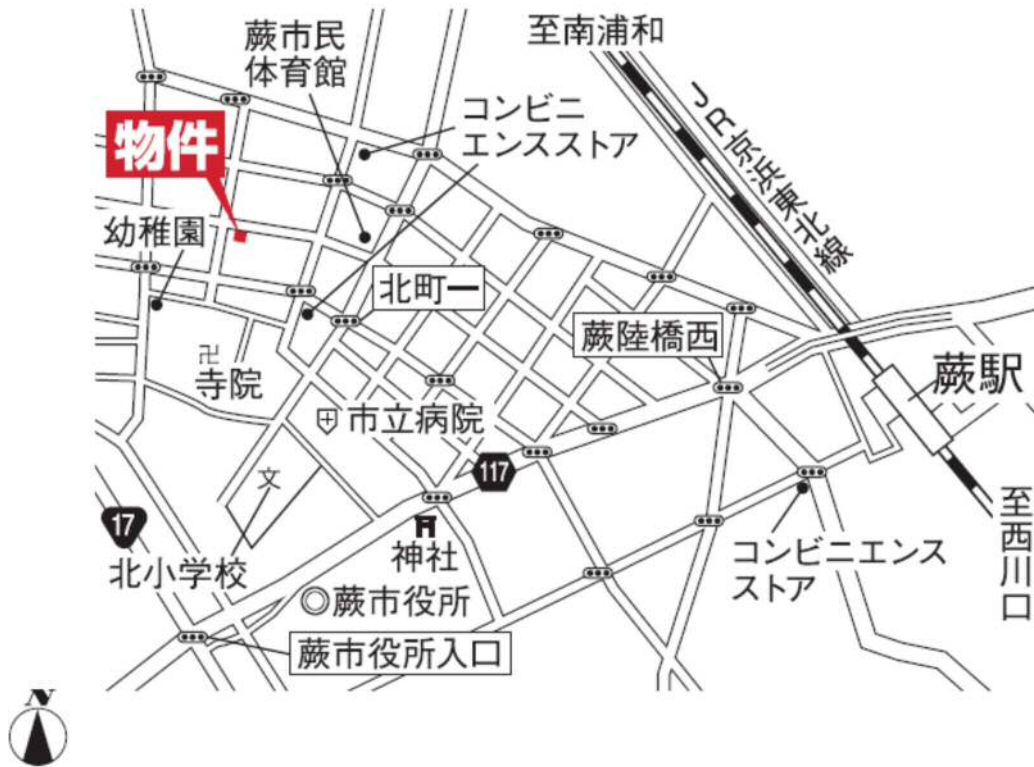 至南浦和
蕨市民
体育館
コンビニ
エンスストア
JR京浜東北線
物件
幼稚園
北町一
蕨陸橋西
蕨駅
卍
寺院
市立病院
117
文
17
北小学校
神社
コンビニエンス
ストア
至西川口
蕨市役所
蕨市役所入口
N